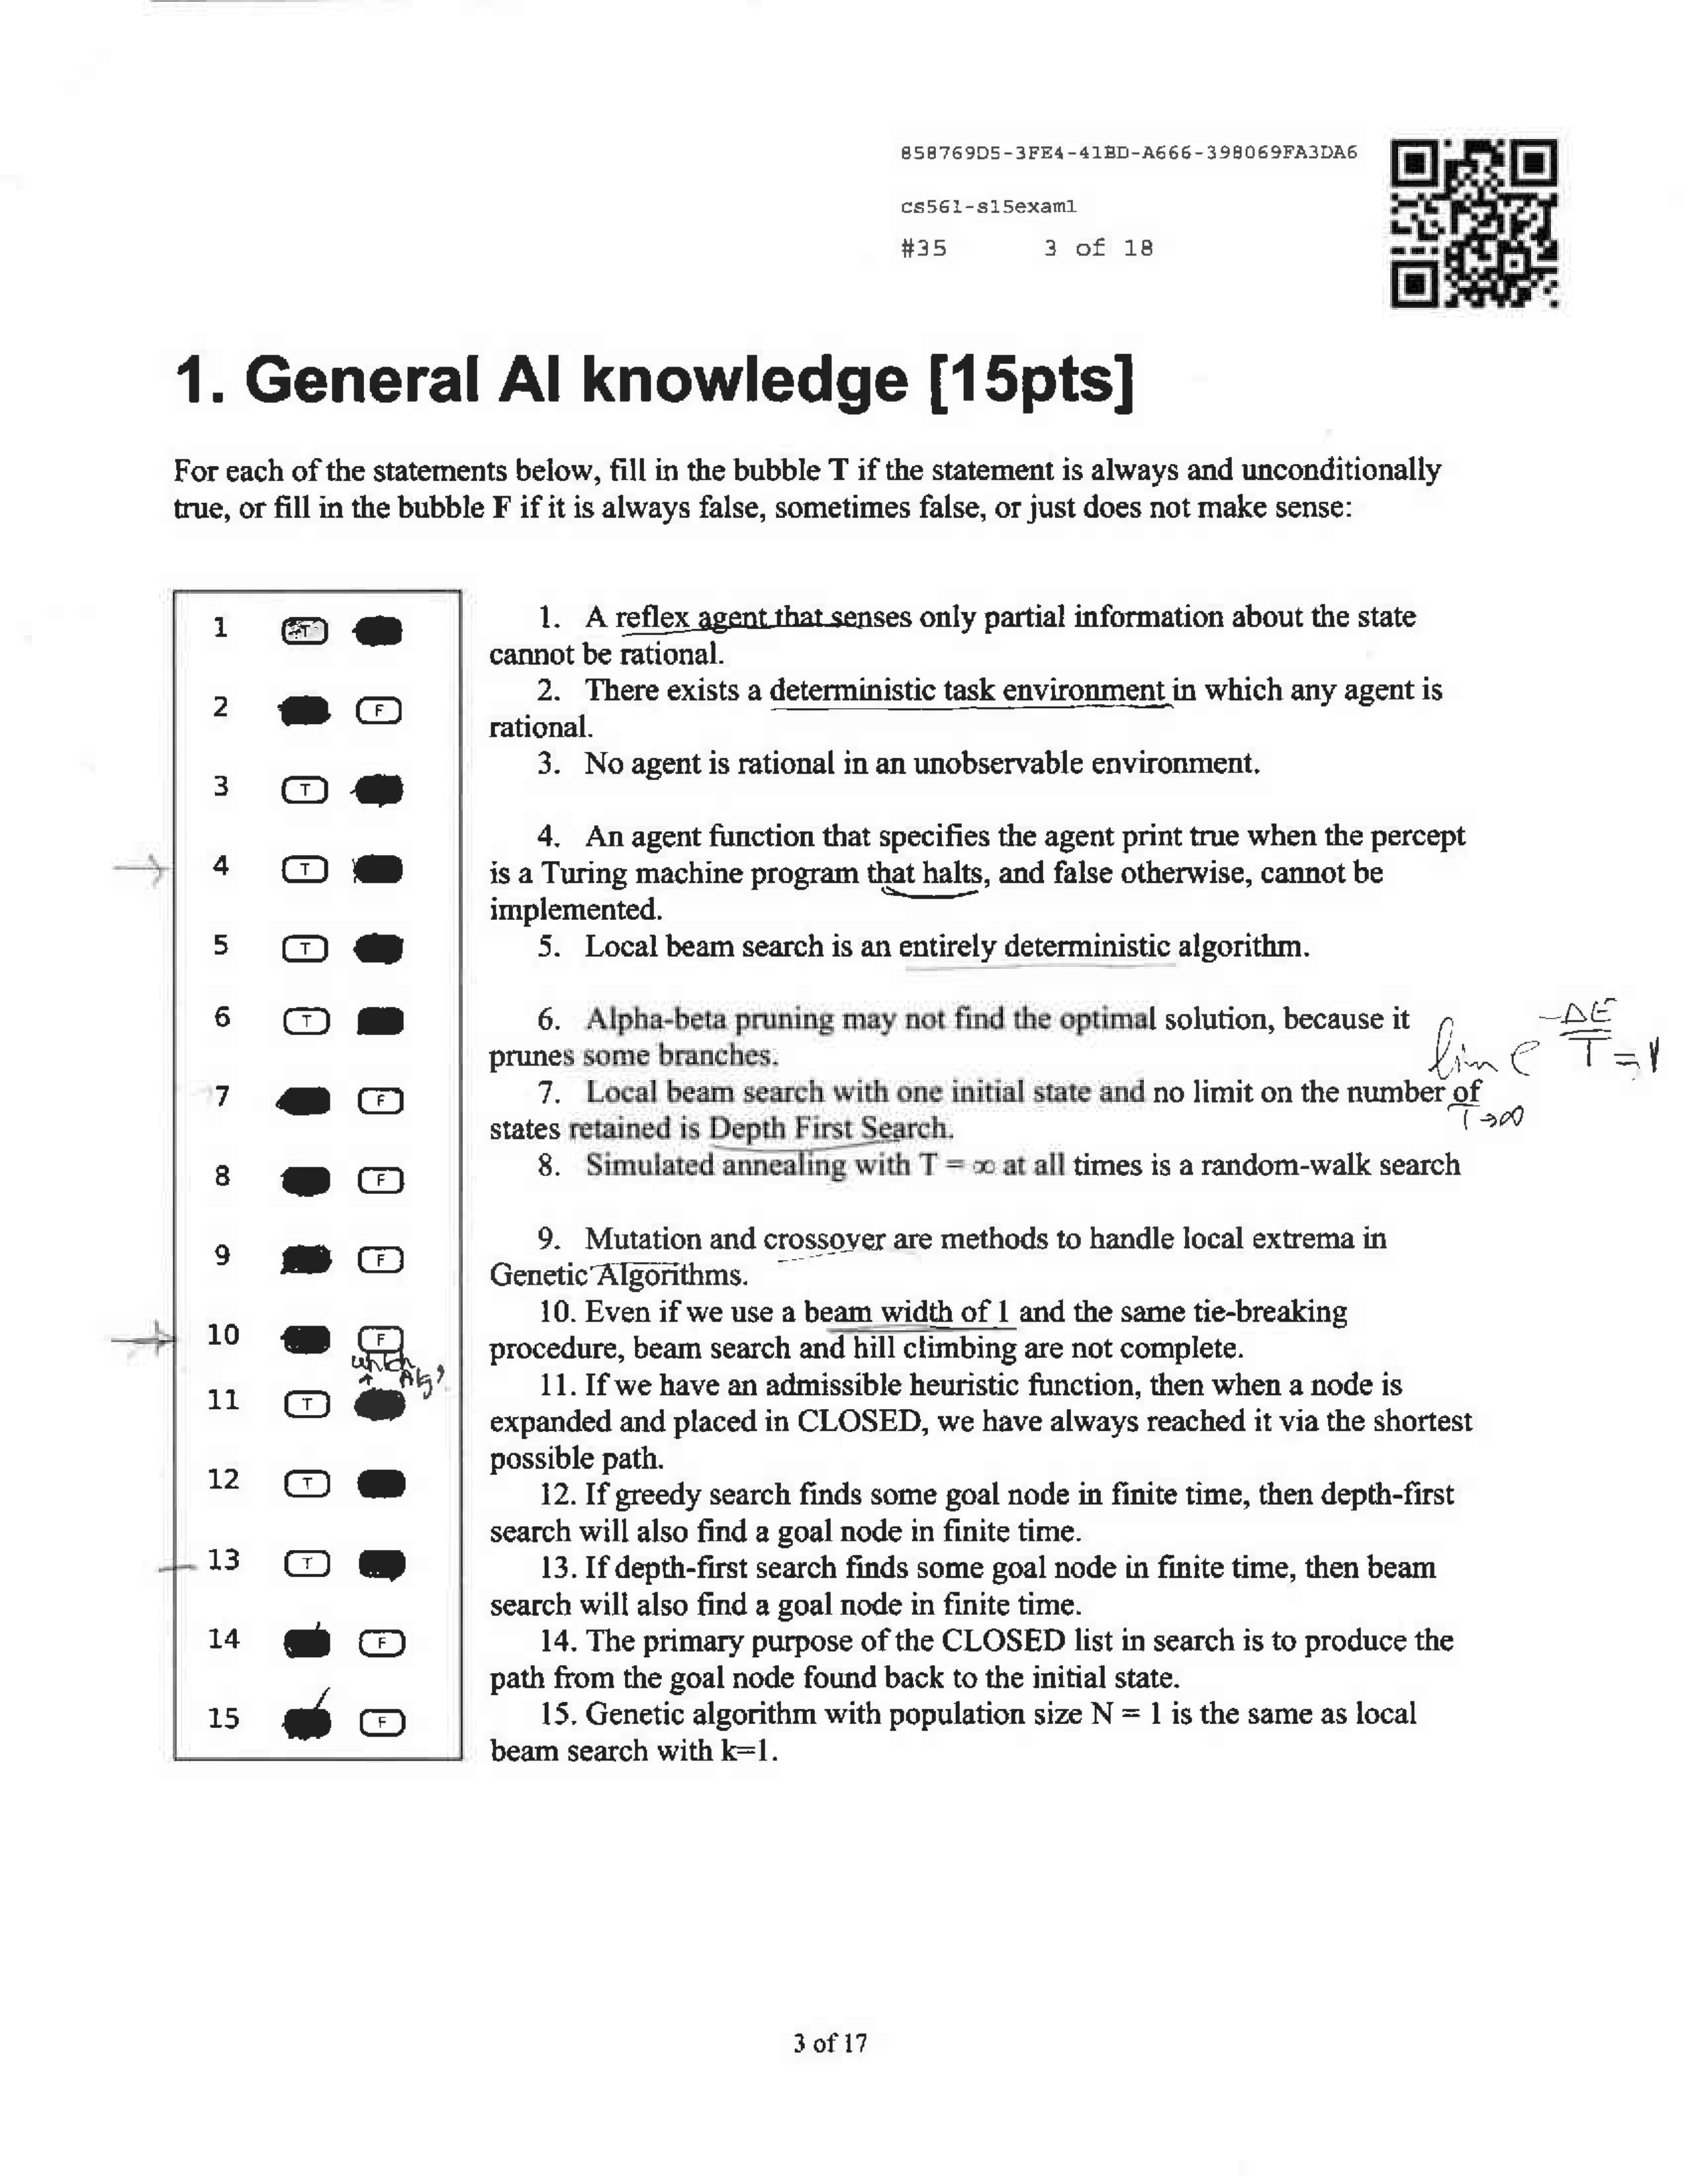 858769D5-3FE4-41BD-A666-398069FA3DA6
cs561-s15exam1
#35 3 of 18
1. General AI knowledge [15pts]
For each of the statements below, fill in the bubble T if the statement is always and unconditionally
true, or fill in the bubble F if it is always false, sometimes false, or just does not make sense:
1 T
2 F
3 T
4 T
5 T
6 T
7 F
8 F
9 F
10 F
which Alg?
11 T
12 T
13 T
14 F
15 F
1. A reflex agent that senses only partial information about the state
cannot be rational.
2. There exists a deterministic task environment in which any agent is
rational.
3. No agent is rational in an unobservable environment.
4. An agent function that specifies the agent print true when the percept
is a Turing machine program that halts, and false otherwise, cannot be
implemented.
5. Local beam search is an entirely deterministic algorithm.
6. Alpha-beta pruning may not find the optimal solution, because it
prunes some branches.
lim e -ΔE/T = 1
T→∞
7. Local beam search with one initial state and no limit on the number of
states retained is Depth First Search.
8. Simulated annealing with T = ∞ at all times is a random-walk search
9. Mutation and crossover are methods to handle local extrema in
Genetic Algorithms.
10. Even if we use a beam width of 1 and the same tie-breaking
procedure, beam search and hill climbing are not complete.
11. If we have an admissible heuristic function, then when a node is
expanded and placed in CLOSED, we have always reached it via the shortest
possible path.
12. If greedy search finds some goal node in finite time, then depth-first
search will also find a goal node in finite time.
13. If depth-first search finds some goal node in finite time, then beam
search will also find a goal node in finite time.
14. The primary purpose of the CLOSED list in search is to produce the
path from the goal node found back to the initial state.
15. Genetic algorithm with population size N = 1 is the same as local
beam search with k=1.
3 of 17